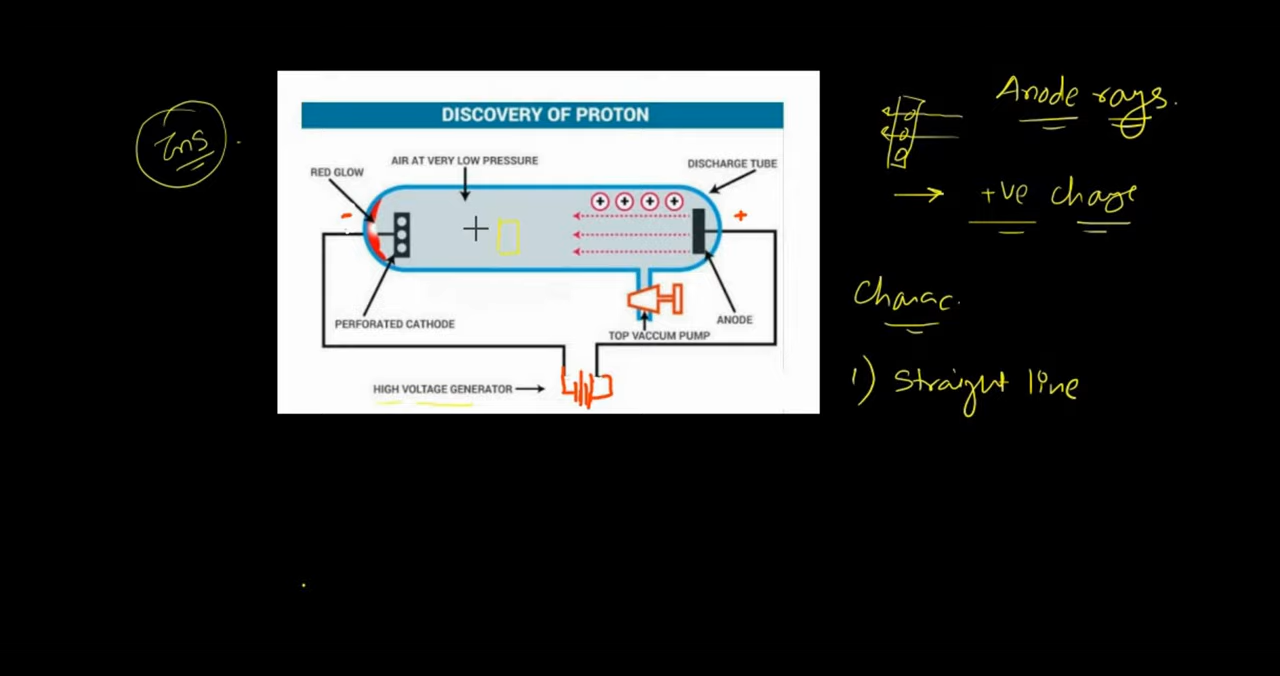 DISCOVERY OF PROTON
Anode rays.
ZnS
AIR AT VERY LOW PRESSURE
DISCHARGE TUBE
RED GLOW
+ + + +
- +
+ve charge
PERFORATED CATHODE
ANODE
TOP VACCUM PUMP
HIGH VOLTAGE GENERATOR
Charac.
1) Straight line